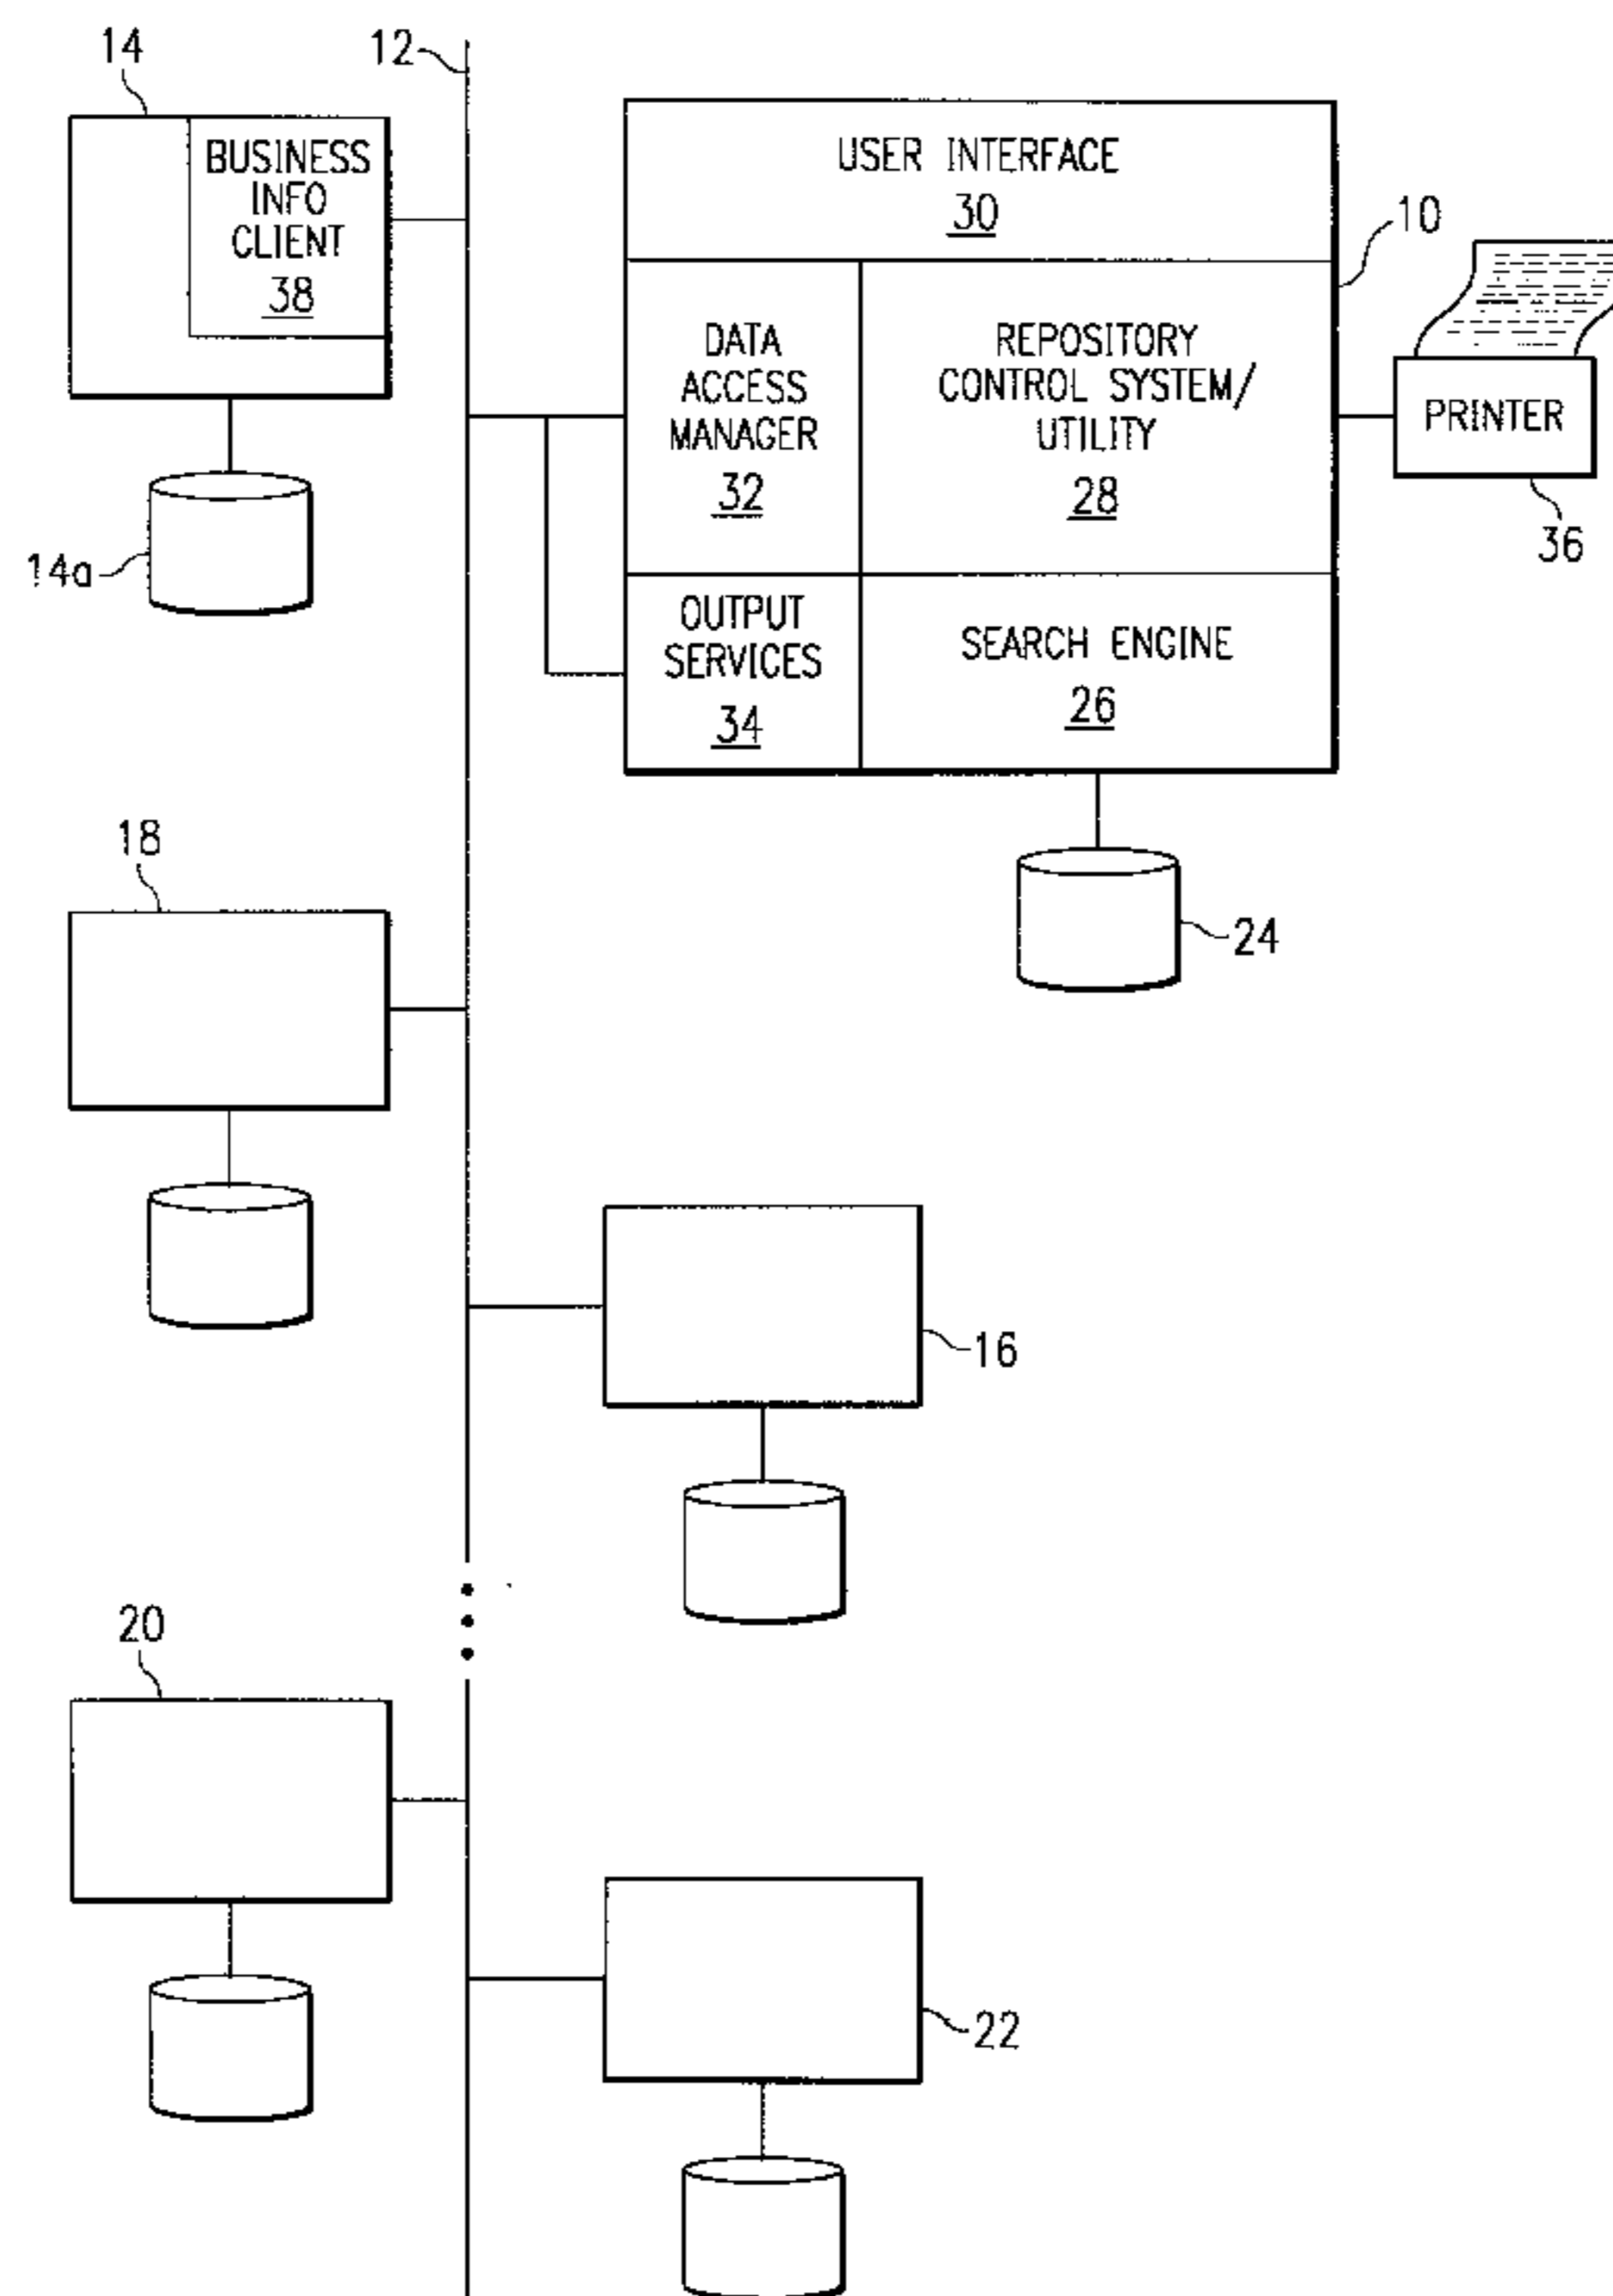 14
12
BUSINESS
INFO
CLIENT
38
14a
USER INTERFACE
30
10
DATA
ACCESS
MANAGER
32
REPOSITORY
CONTROL SYSTEM/
UTILITY
28
PRINTER
36
OUTPUT
SERVICES
34
SEARCH ENGINE
26
24
18
16
20
22